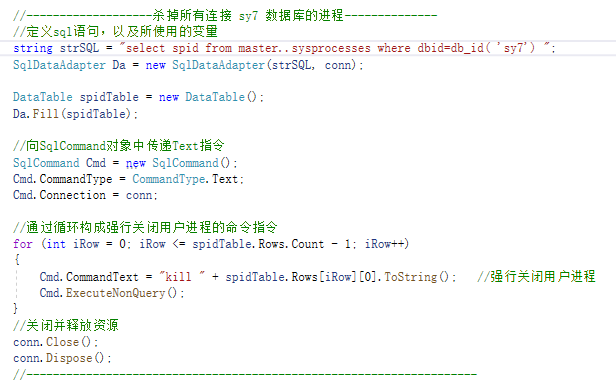 //-------------------杀掉所有连接 sy7 数据库的进程--------------
//定义sql语句，以及所使用的变量
string strSQL = "select spid from master..sysprocesses where dbid=db_id( 'sy7') ";
SqlDataAdapter Da = new SqlDataAdapter(strSQL, conn);
DataTable spidTable = new DataTable();
Da.Fill(spidTable);
//向SqlCommand对象中传递Text指令
SqlCommand Cmd = new SqlCommand();
Cmd.CommandType = CommandType.Text;
Cmd.Connection = conn;
//通过循环构成强行关闭用户进程的命令指令
for (int iRow = 0; iRow <= spidTable.Rows.Count - 1; iRow++)
{
Cmd.CommandText = "kill " + spidTable.Rows[iRow][0].ToString(); //强行关闭用户进程
Cmd.ExecuteNonQuery();
}
//关闭并释放资源
conn.Close();
conn.Dispose();
//--------------------------------------------------------------------